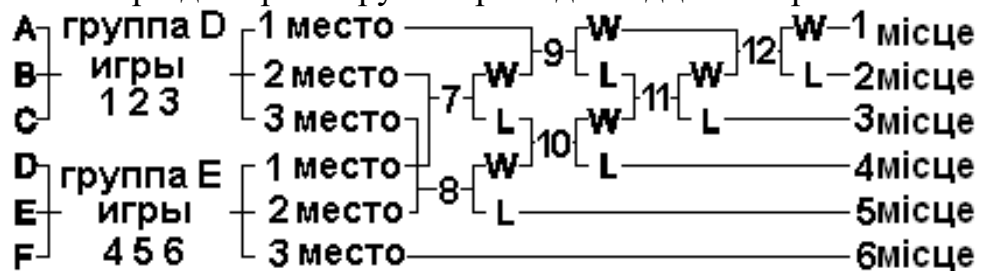 A группа D 1 место W W 1 місце
9 12
B игры 2 место W L W L 2місце
7 11
C 1 2 3 3 место L W L 3місце
10
D группа E 1 место W L 4місце
8
E игры 2 место L 5місце
F 4 5 6 3 место 6місце